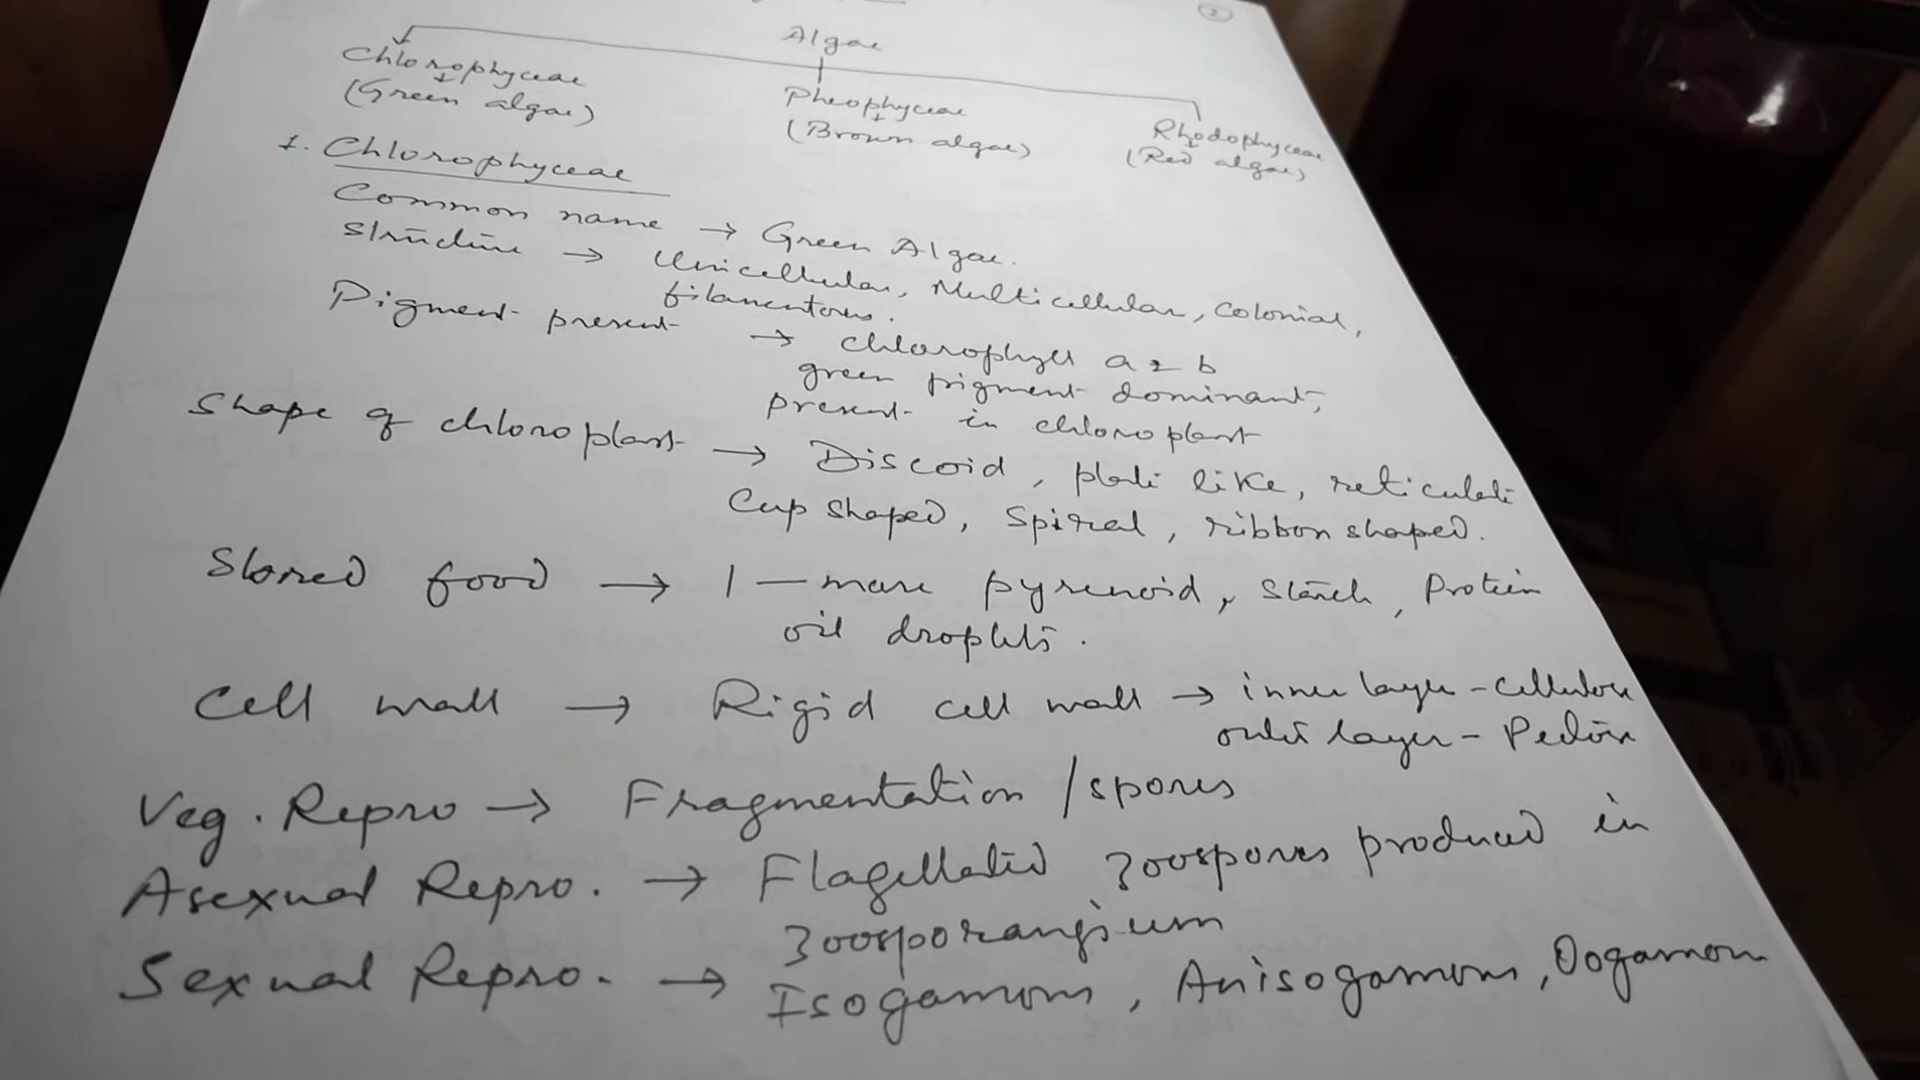 2
Algae
Chlorophyceae
(Green algae)
Pheophyceae
(Brown algae)
Rhodophyceae
(Red algae)
1. Chlorophyceae
Common name → Green Algae.
Structure → Unicellular, Multicellular, Colonial,
filamentous.
Pigment present → chlorophyll a & b
green pigment dominant,
present in chloroplast
Shape of chloroplast → Discoid, plate like, reticulate
Cup shaped, Spiral, ribbon shaped.
Stored food → 1 — more pyrenoid, starch, Protein
oil droplets.
Cell wall → Rigid cell wall → inner layer - cellulose
outer layer - Pectose
Veg. Repro → Fragmentation / spores
Asexual Repro. → Flagellated zoospores produced in
zoosporangium
Sexual Repro. → Isogamous, Anisogamous, Oogamous